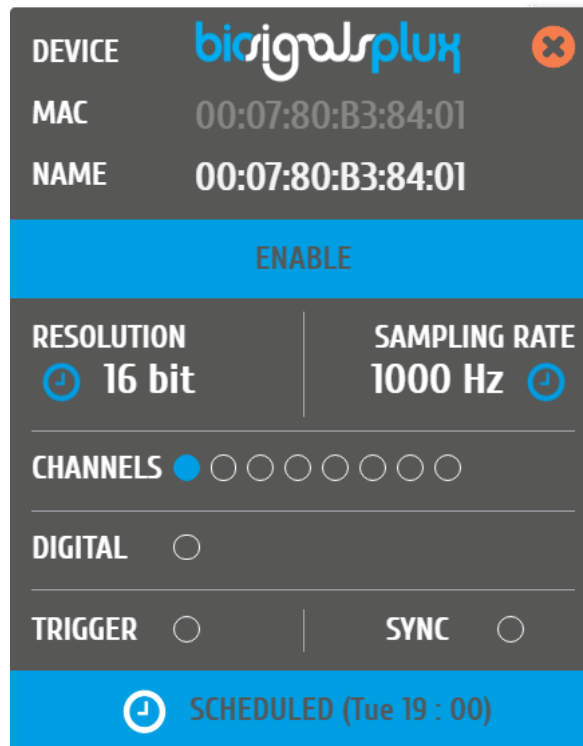 DEVICE biosignalsplux
MAC 00:07:80:B3:84:01
NAME 00:07:80:B3:84:01
ENABLE
RESOLUTION SAMPLING RATE
16 bit 1000 Hz
CHANNELS
DIGITAL
TRIGGER SYNC
SCHEDULED (Tue 19 : 00)